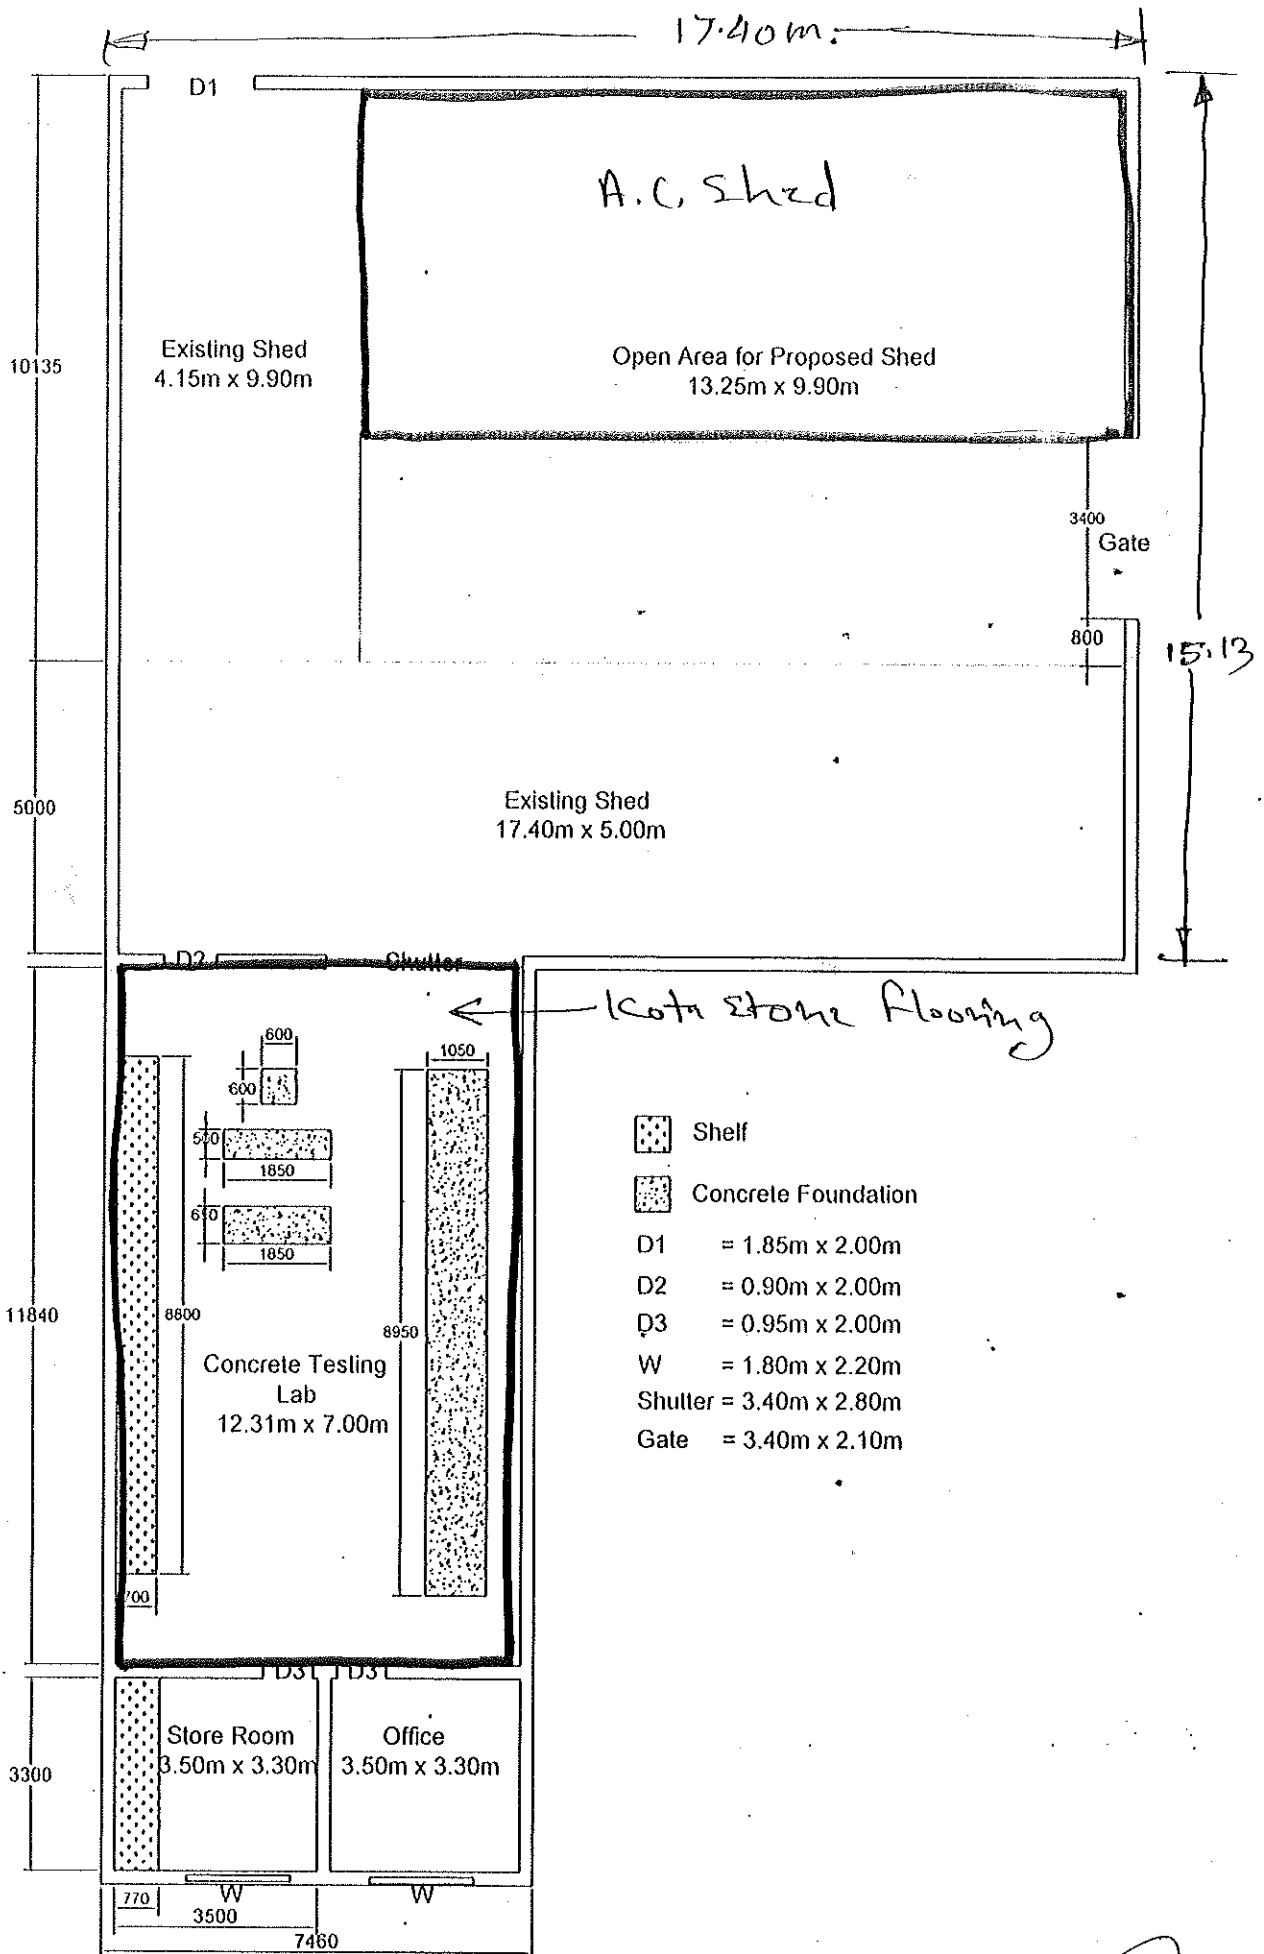 17.40m.
D1
A.C. Shed
Existing Shed
4.15m x 9.90m
Open Area for Proposed Shed
13.25m x 9.90m
10135
3400
Gate
800
15.13
5000
Existing Shed
17.40m x 5.00m
D2
Shutter
Kota Stone Flooring
600
600
1050
500
1850
1850
Shelf
Concrete Foundation
D1 = 1.85m x 2.00m
D2 = 0.90m x 2.00m
D3 = 0.95m x 2.00m
W = 1.80m x 2.20m
Shutter = 3.40m x 2.80m
Gate = 3.40m x 2.10m
11840
8800
8950
Concrete Testing
Lab
12.31m x 7.00m
700
D3
D3
Store Room
3.50m x 3.30m
Office
3.50m x 3.30m
3300
W
W
770
3500
7460